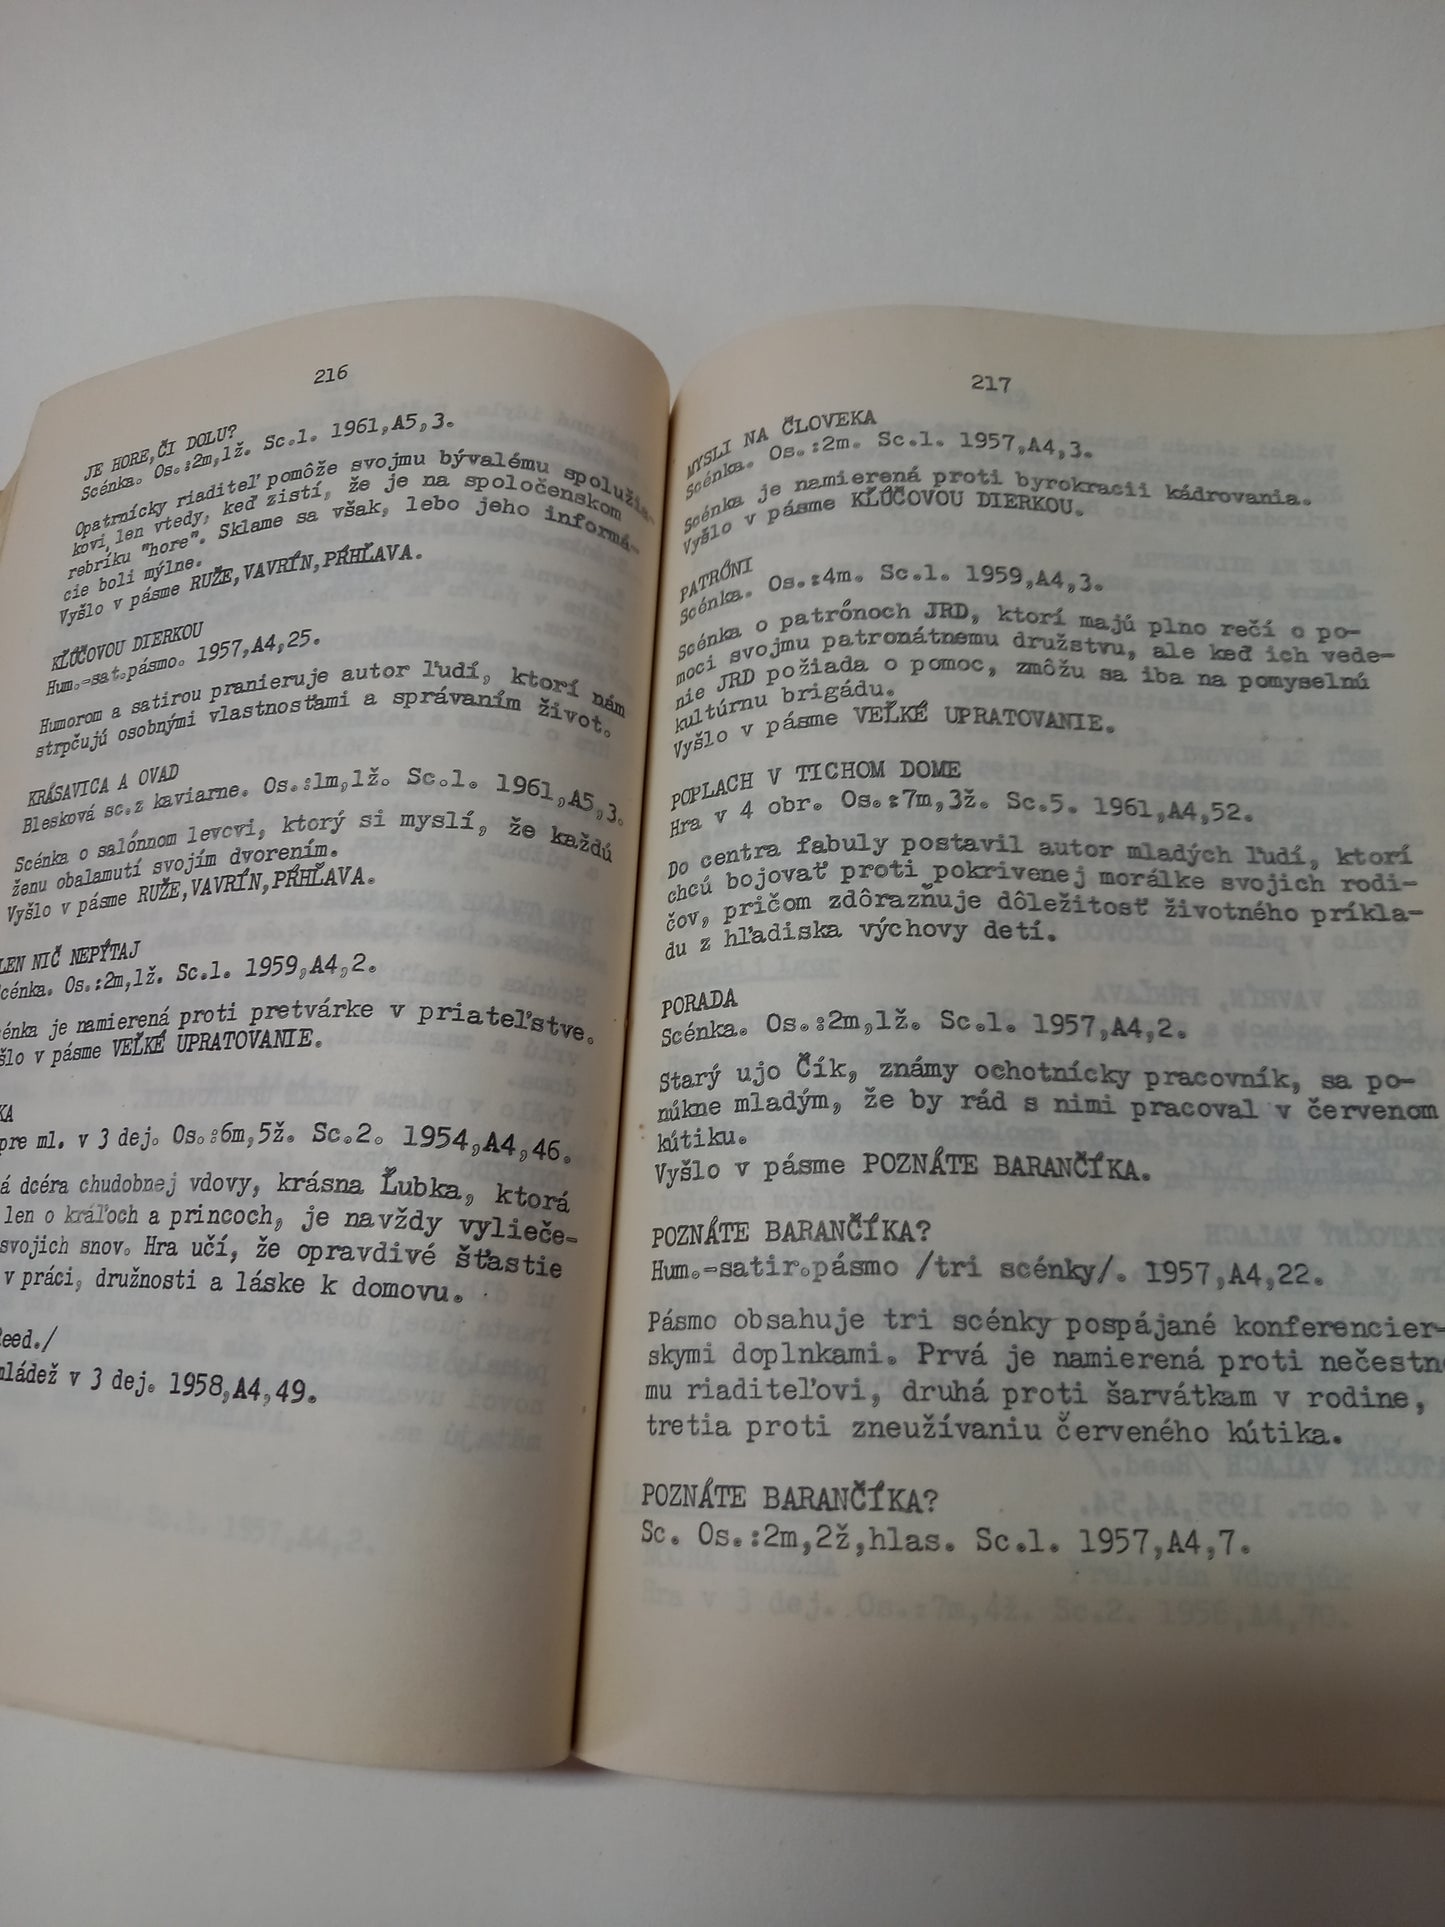 216
JE HORE,ČI DOLU?
Scénka. Os.:2m,1ž. Sc.1. 1961,A5,3.
Opatrnícky riaditeľ pomôže svojmu bývalému spolužia-
kovi len vtedy, keď zistí, že je na spoločenskom
rebríku "hore". Sklame sa však, lebo jeho informá-
cie boli mýlne.
Vyšlo v pásme RUŽE,VAVRÍN,PŔHĽAVA.
KĽÚČOVOU DIERKOU
Hum.-sat.pásmo. 1957,A4,25.
Humorom a satirou pranieruje autor ľudí, ktorí nám
strpčujú osobnými vlastnosťami a správaním život.
KRÁSAVICA A OVAD
Blesková sc.z kaviarne. Os.:1m,1ž. Sc.1. 1961,A5,3.
Scénka o salónnom levovi, ktorý si myslí, že každú
ženu obalamutí svojím dvorením.
Vyšlo v pásme RUŽE,VAVRÍN,PŔHĽAVA.
LEN NIČ NEPÝTAJ
cénka. Os.:2m,1ž. Sc.1. 1959,A4,2.
énka je namierená proti pretvárke v priateľstve.
šlo v pásme VEĽKÉ UPRATOVANIE.
KA
pre ml. v 3 dej. Os.:6m,5ž. Sc.2. 1954,A4,46.
á dcéra chudobnej vdovy, krásna Ľubka, ktorá
len o kráľoch a princoch, je navždy vylieče-
svojich snov. Hra učí, že opravdivé šťastie
v práci, družnosti a láske k domovu.
Reed./
mládež v 3 dej. 1958,A4,49.
217
MYSLI NA ČLOVEKA
Scénka. Os.:2m. Sc.1. 1957,A4,3.
Scénka je namierená proti byrokracii kádrovania.
Vyšlo v pásme KĽÚČOVOU DIERKOU.
PATRÓNI
Scénka. Os.:4m. Sc.1. 1959,A4,3.
Scénka o patrónoch JRD, ktorí majú plno rečí o po-
moci svojmu patronátnemu družstvu, ale keď ich vede-
nie JRD požiada o pomoc, zmôžu sa iba na pomyselnú
kultúrnu brigádu.
Vyšlo v pásme VEĽKÉ UPRATOVANIE.
POPLACH V TICHOM DOME
Hra v 4 obr. Os.:7m,3ž. Sc.5. 1961,A4,52.
Do centra fabuly postavil autor mladých ľudí, ktorí
chcú bojovať proti pokrivenej morálke svojich rodi-
čov, pričom zdôrazňuje dôležitosť životného príkla-
du z hľadiska výchovy detí.
PORADA
Scénka. Os.:2m,1ž. Sc.1. 1957,A4,2.
Starý ujo Čík, známy ochotnícky pracovník, sa po-
núkne mladým, že by rád s nimi pracoval v červenom
kútiku.
Vyšlo v pásme POZNÁTE BARANČÍKA.
POZNÁTE BARANČÍKA?
Hum.-satir.pásmo /tri scénky/. 1957,A4,22.
Pásmo obsahuje tri scénky pospájané konferencier-
skymi doplnkami. Prvá je namierená proti nečestné
mu riaditeľovi, druhá proti šarvátkam v rodine,
tretia proti zneužívaniu červeného kútika.
POZNÁTE BARANČÍKA?
Sc. Os.:2m,2ž,hlas. Sc.1. 1957,A4,7.